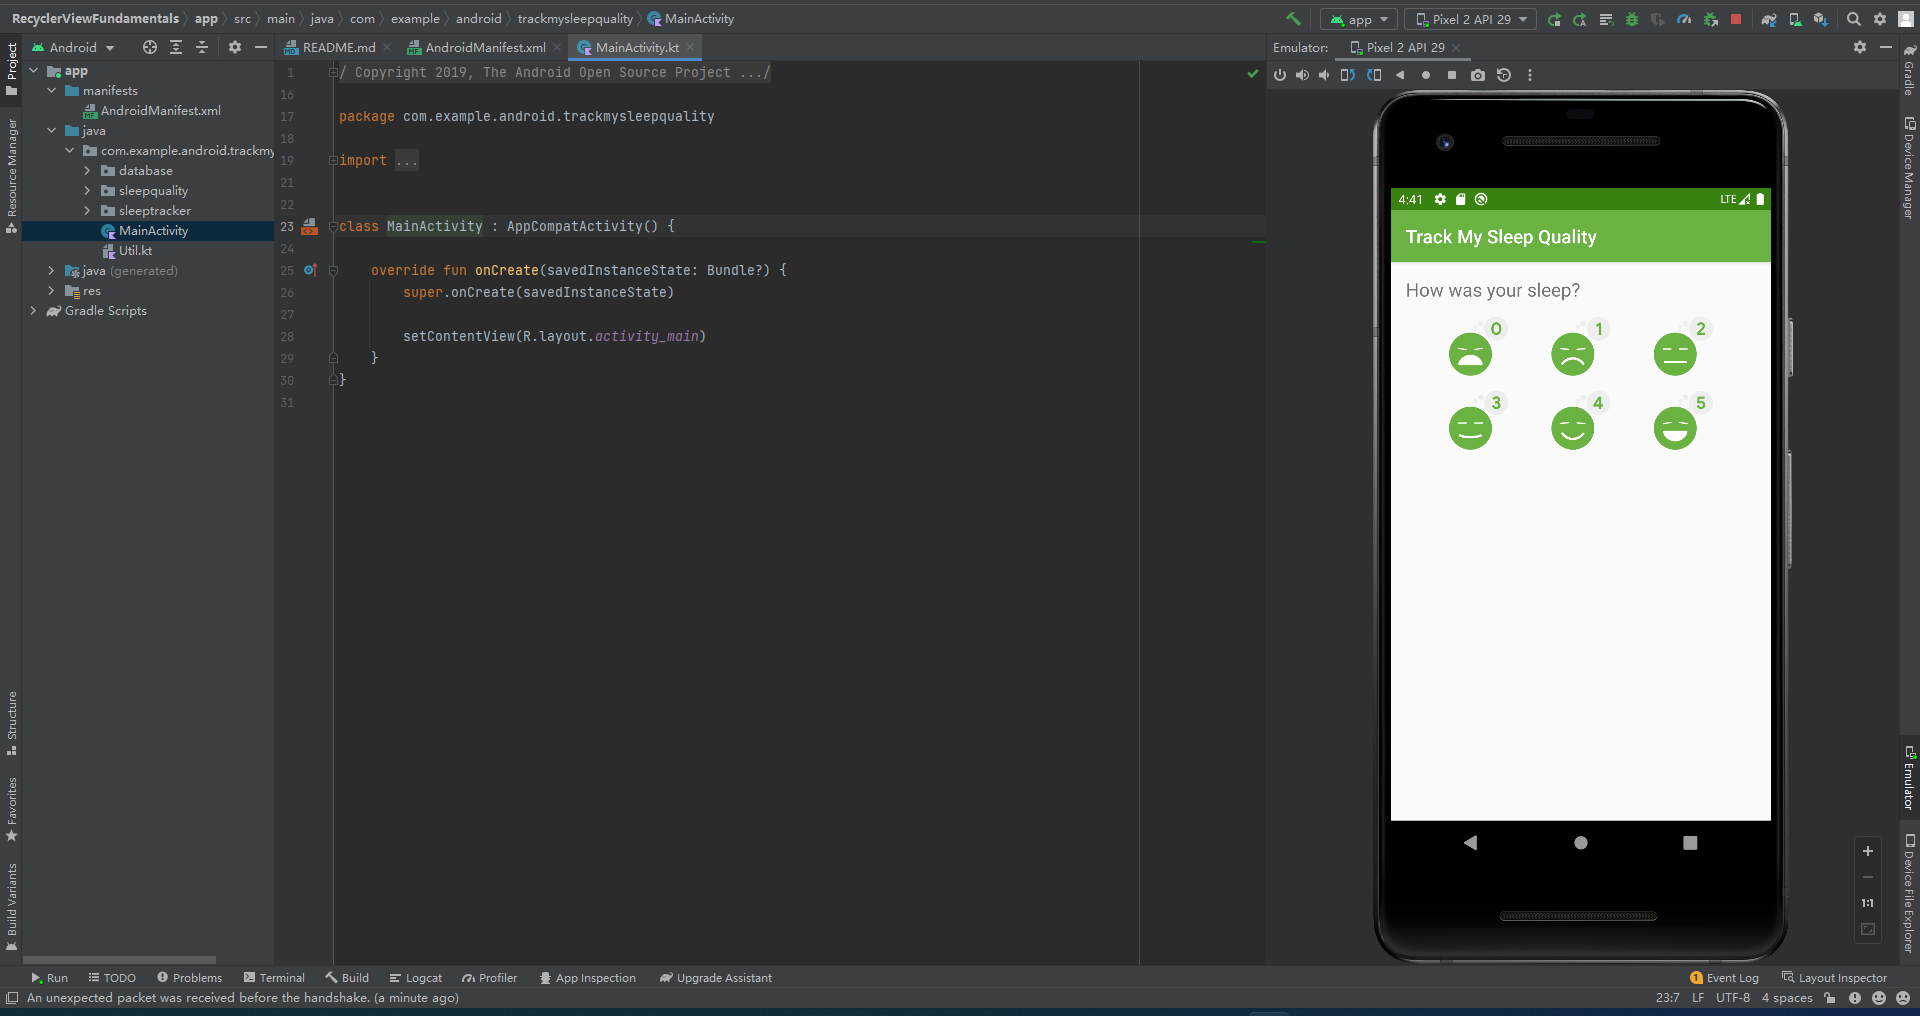 RecyclerViewFundamentals app src main java com example android trackmysleepquality MainActivity
app Pixel 2 API 29
Project
Android
README.md AndroidManifest.xml MainActivity.kt
Emulator: Pixel 2 API 29
app
manifests
AndroidManifest.xml
java
com.example.android.trackmy
database
sleepquality
sleeptracker
MainActivity
Util.kt
java (generated)
res
Gradle Scripts
Resource Manager
Structure
Favorites
Build Variants
1 / Copyright 2019, The Android Open Source Project .../
16
17 package com.example.android.trackmysleepquality
18
19 import ...
21
22
23 class MainActivity : AppCompatActivity() {
24
25 override fun onCreate(savedInstanceState: Bundle?) {
26 super.onCreate(savedInstanceState)
27
28 setContentView(R.layout.activity_main)
29 }
30 }
31
4:41 LTE
Track My Sleep Quality
How was your sleep?
0 1 2
3 4 5
1:1
Gradle
Device Manager
Emulator
Device File Explorer
Run TODO Problems Terminal Build Logcat Profiler App Inspection Upgrade Assistant 1 Event Log Layout Inspector
An unexpected packet was received before the handshake. (a minute ago) 23:7 LF UTF-8 4 spaces